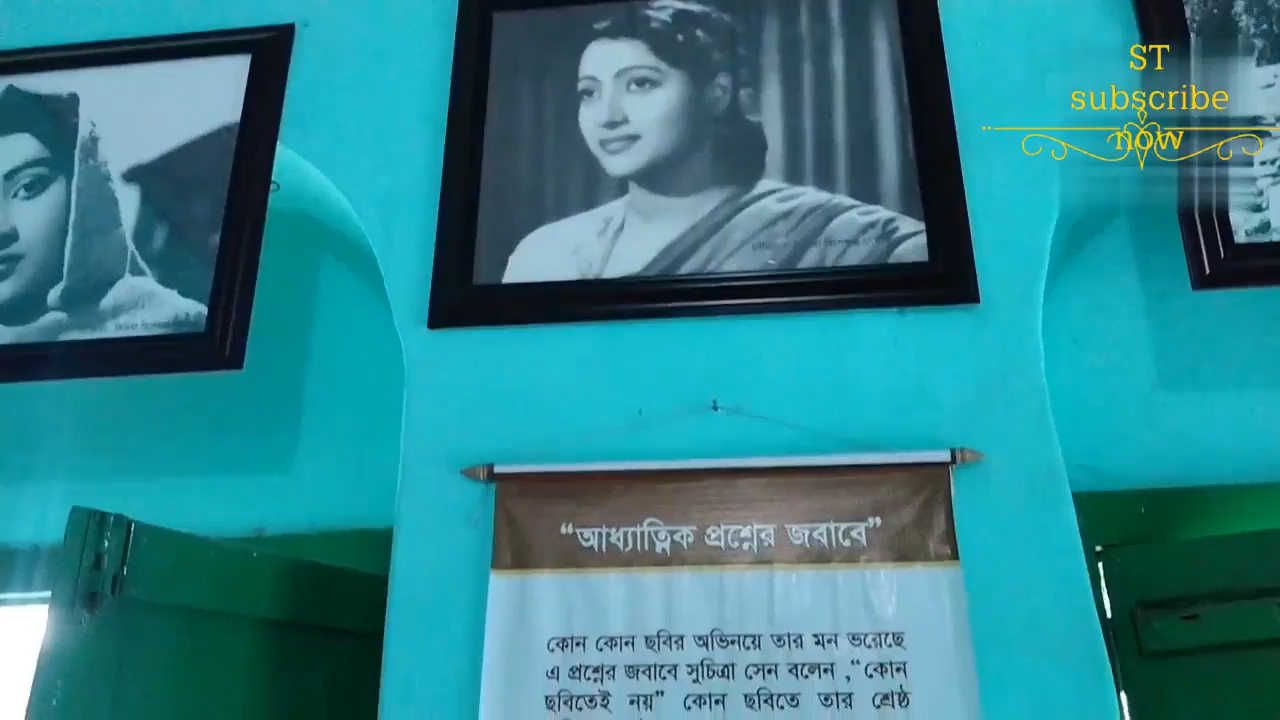 ST
subscribe
now
“আধ্যাত্মিক প্রশ্নের জবাবে”
কোন কোন ছবির অভিনয়ে তার মন ভরেছে
এ প্রশ্নের জবাবে সুচিত্রা সেন বলেন ,“কোন
ছবিতেই নয়” কোন ছবিতে তার শ্রেষ্ঠ